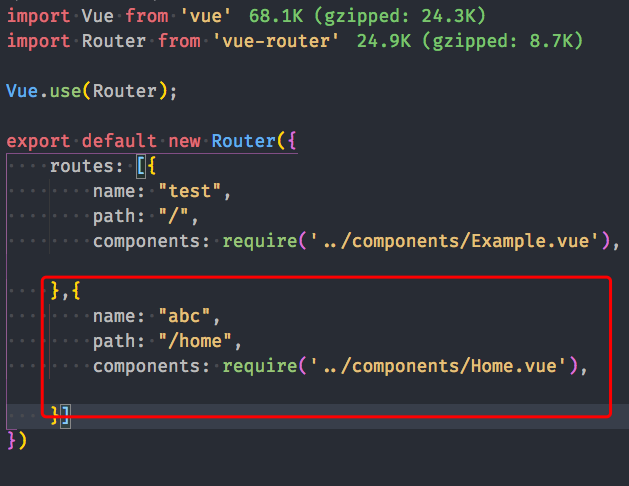 import Vue from 'vue' 68.1K (gzipped: 24.3K)
import Router from 'vue-router' 24.9K (gzipped: 8.7K)
Vue.use(Router);
export default new Router({
routes: [{
name: "test",
path: "/",
components: require('../components/Example.vue'),
},{
name: "abc",
path: "/home",
components: require('../components/Home.vue'),
}]
})